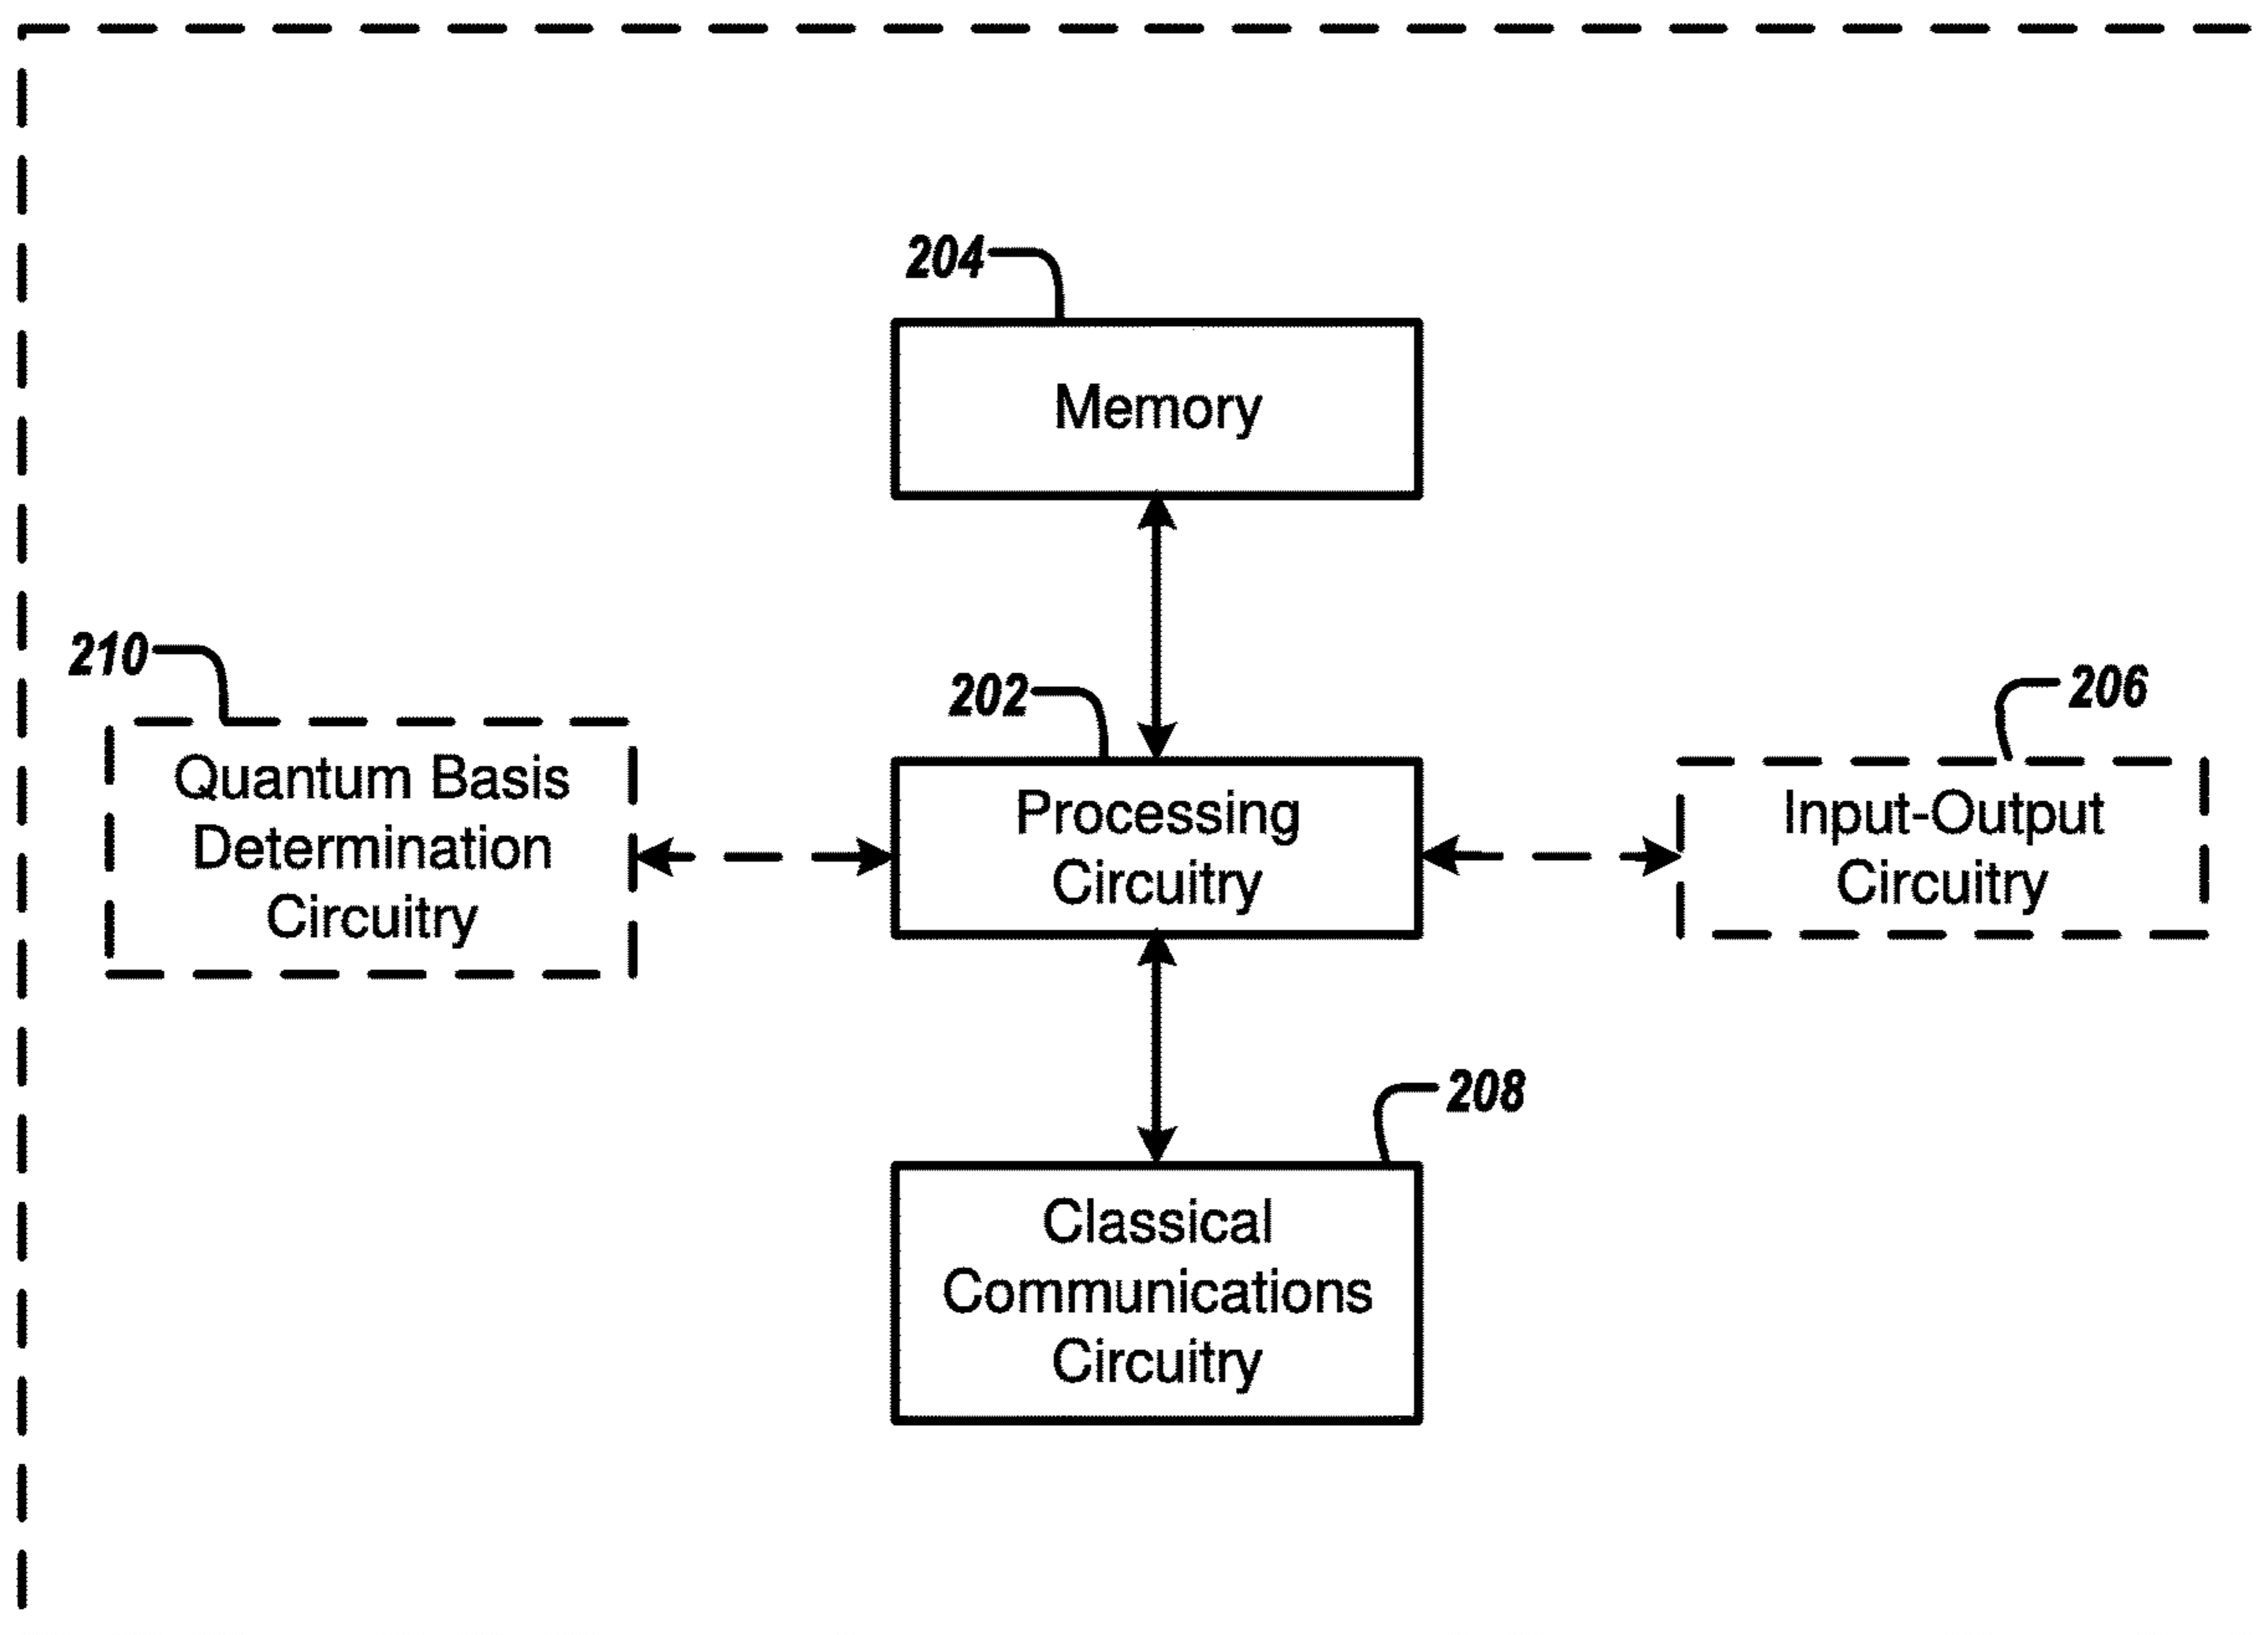 204
Memory
210
Quantum Basis
Determination
Circuitry
202
Processing
Circuitry
206
Input-Output
Circuitry
208
Classical
Communications
Circuitry